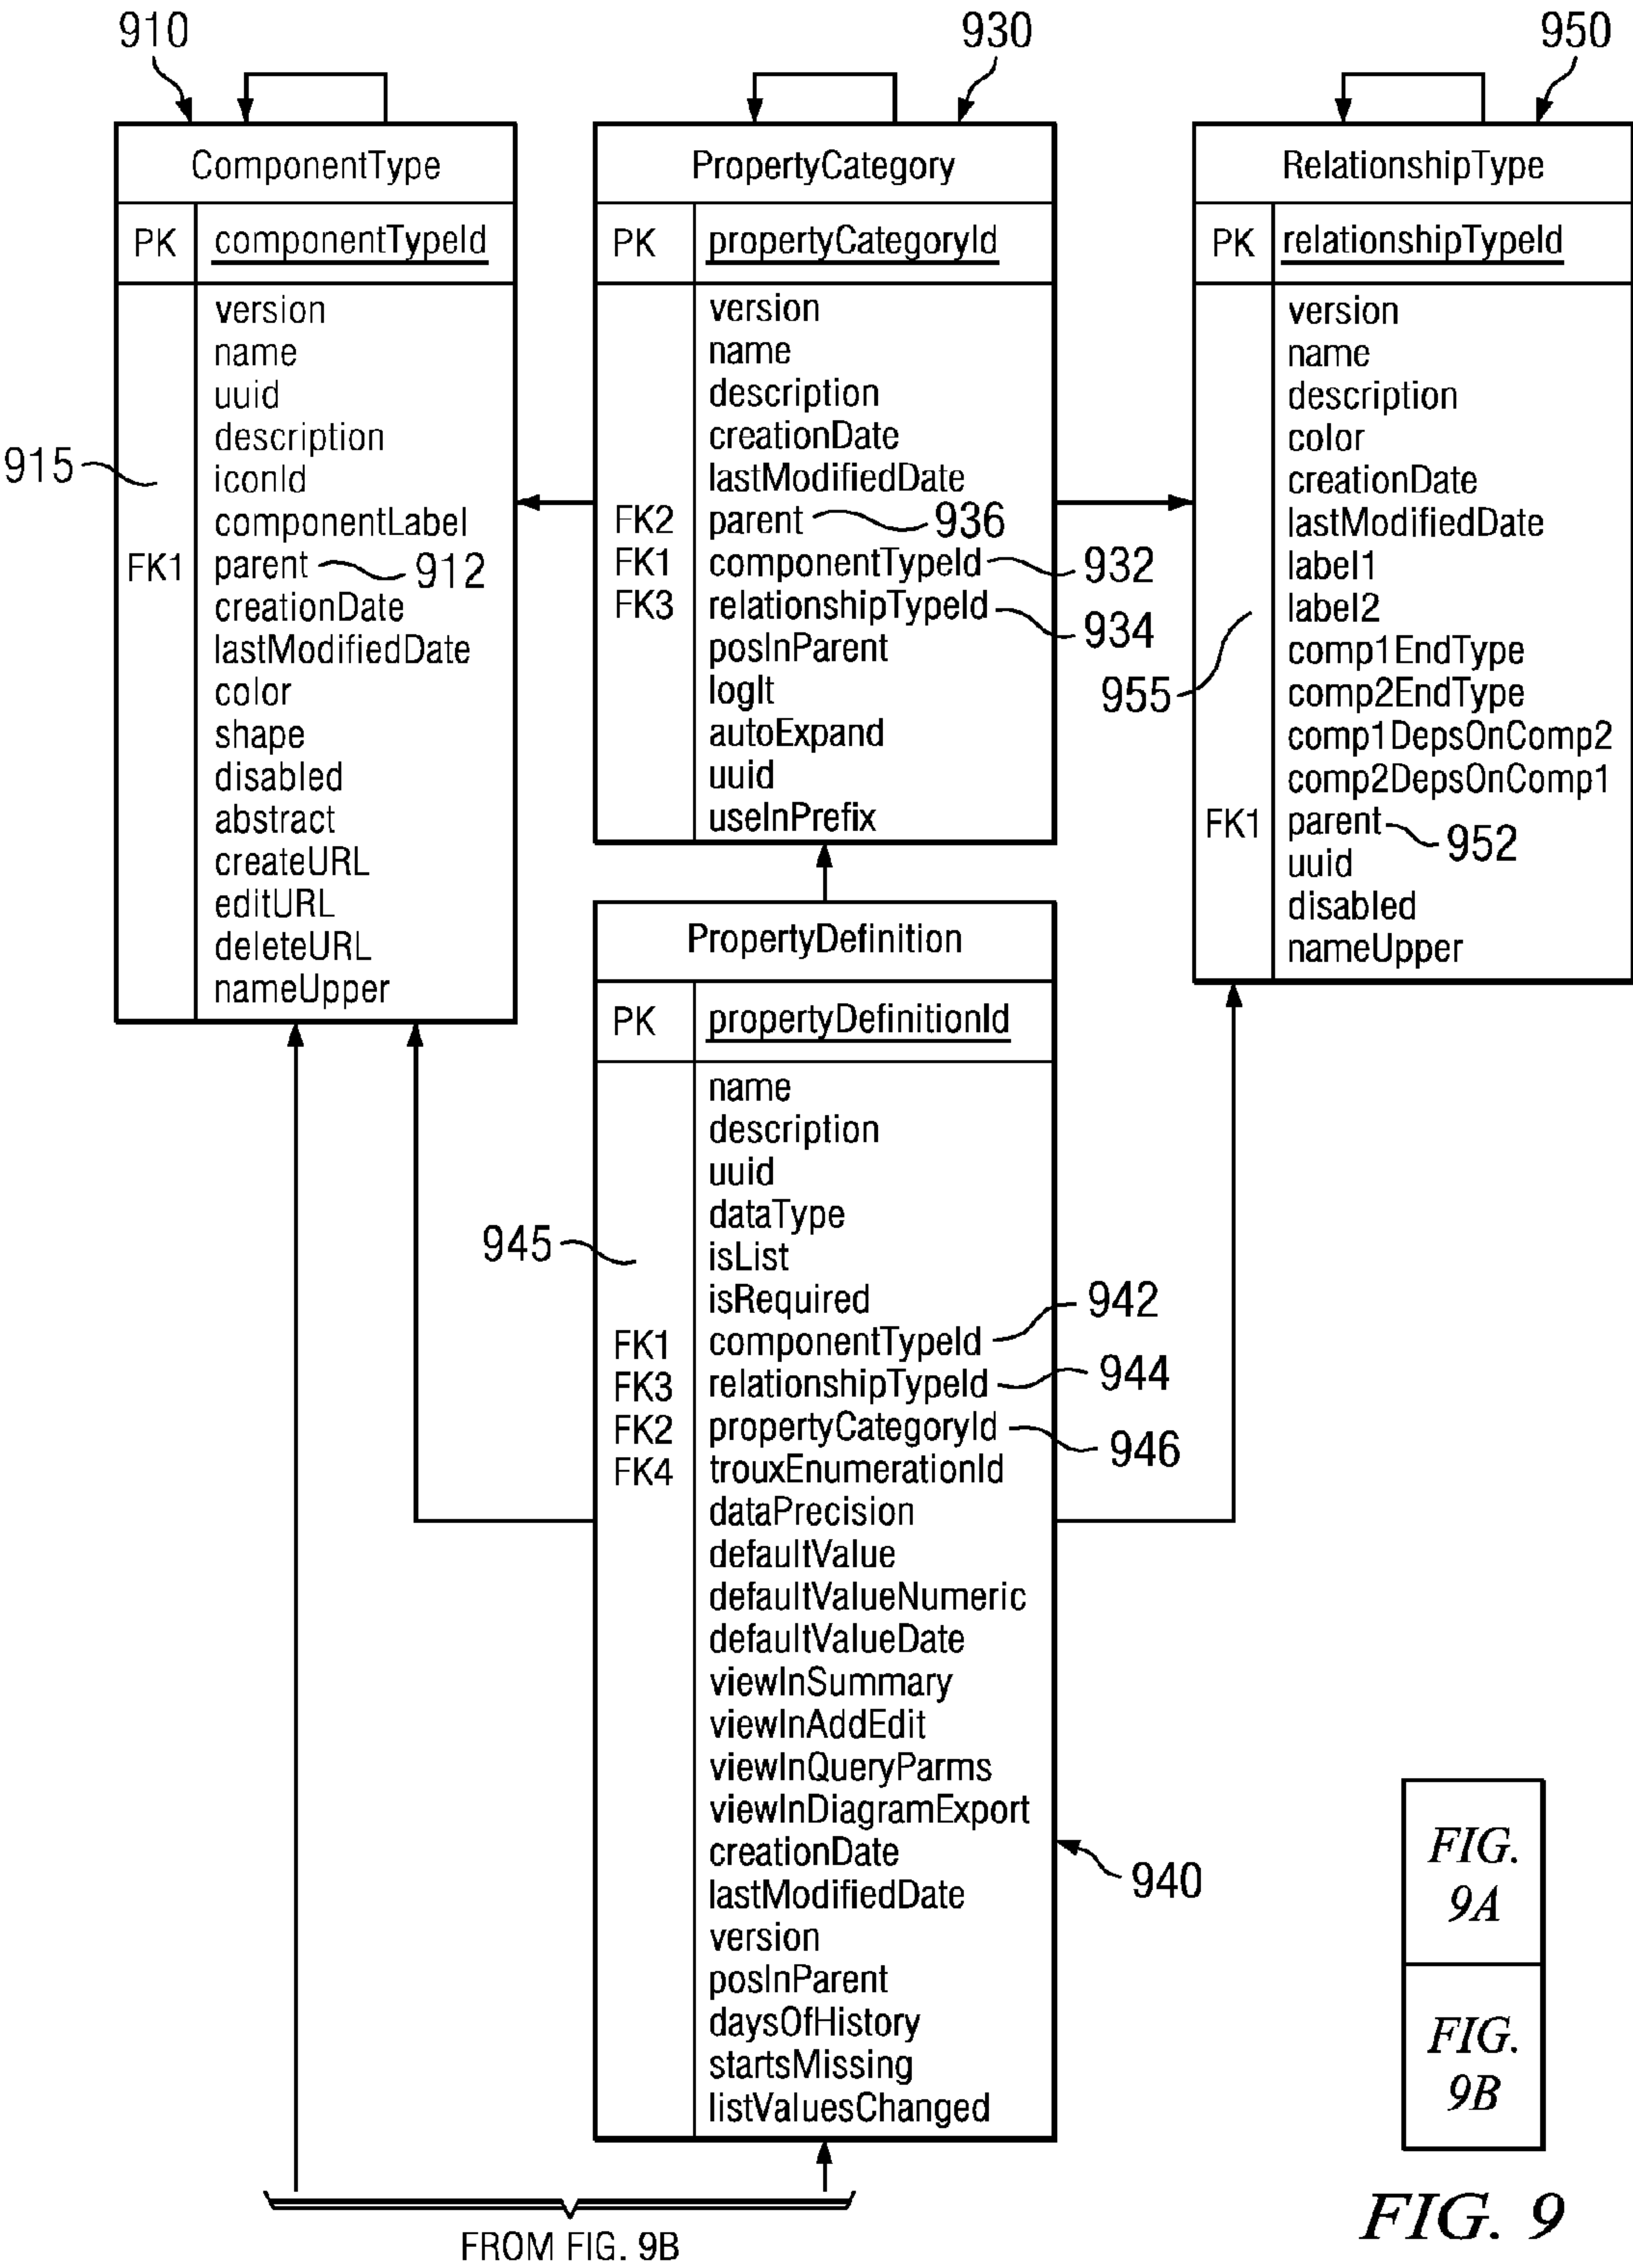 910
930
950
ComponentType
PK componentTypeId
version
name
uuid
description
915
iconId
componentLabel
FK1 parent 912
creationDate
lastModifiedDate
color
shape
disabled
abstract
createURL
editURL
deleteURL
nameUpper
PropertyCategory
PK propertyCategoryId
version
name
description
creationDate
lastModifiedDate
FK2 parent 936
FK1 componentTypeId 932
FK3 relationshipTypeId 934
posInParent
logIt
autoExpand
uuid
useInPrefix
RelationshipType
PK relationshipTypeId
version
name
description
color
creationDate
lastModifiedDate
label1
label2
955
comp1EndType
comp2EndType
comp1DepsOnComp2
comp2DepsOnComp1
FK1 parent 952
uuid
disabled
nameUpper
PropertyDefinition
PK propertyDefinitionId
name
description
uuid
dataType
945
isList
isRequired
FK1 componentTypeId 942
FK3 relationshipTypeId 944
FK2 propertyCategoryId 946
FK4 trouxEnumerationId
dataPrecision
defaultValue
defaultValueNumeric
defaultValueDate
viewInSummary
viewInAddEdit
viewInQueryParms
viewInDiagramExport
creationDate
940
lastModifiedDate
version
posInParent
daysOfHistory
startsMissing
listValuesChanged
FROM FIG. 9B
FIG.
9A
FIG.
9B
FIG. 9